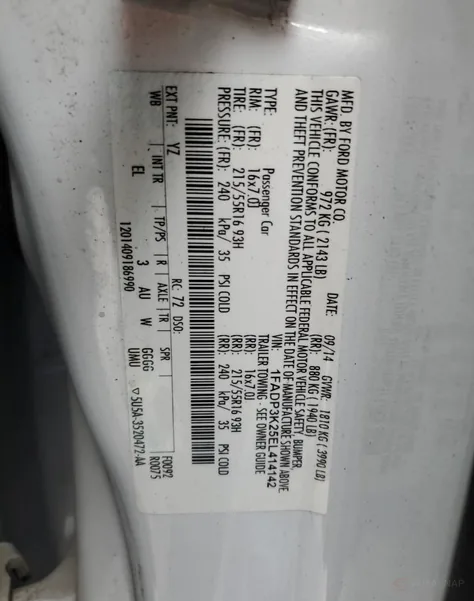 MFD. BY FORD MOTOR CO.
DATE: 09/14 GVWR: 1810 KG ( 3990 LB)
GAWR: (FR): 972 KG ( 2143 LB) (RR): 880 KG ( 1940 LB)
THIS VEHICLE CONFORMS TO ALL APPLICABLE FEDERAL MOTOR VEHICLE SAFETY, BUMPER,
AND THEFT PREVENTION STANDARDS IN EFFECT ON THE DATE OF MANUFACTURE SHOWN ABOVE
VIN: 1FADP3K25EL414142
TYPE: Passenger Car TRAILER TOWING - SEE OWNER GUIDE
RIM: (FR): 16x7.0J (RR): 16x7.0J
TIRE: (FR): 215/55R16 93H (RR): 215/55R16 93H
PRESSURE: (FR): 240 kPa/ 35 PSI COLD (RR): 240 kPa/ 35 PSI COLD
RC: 72 DSO: F0092
EXT PNT: YZ R0075
WB INT TR TP/PS R AXLE TR SPR
EL 3 AU W GGGG
1201409186990 UMU
▽5U5A-3520472-AA